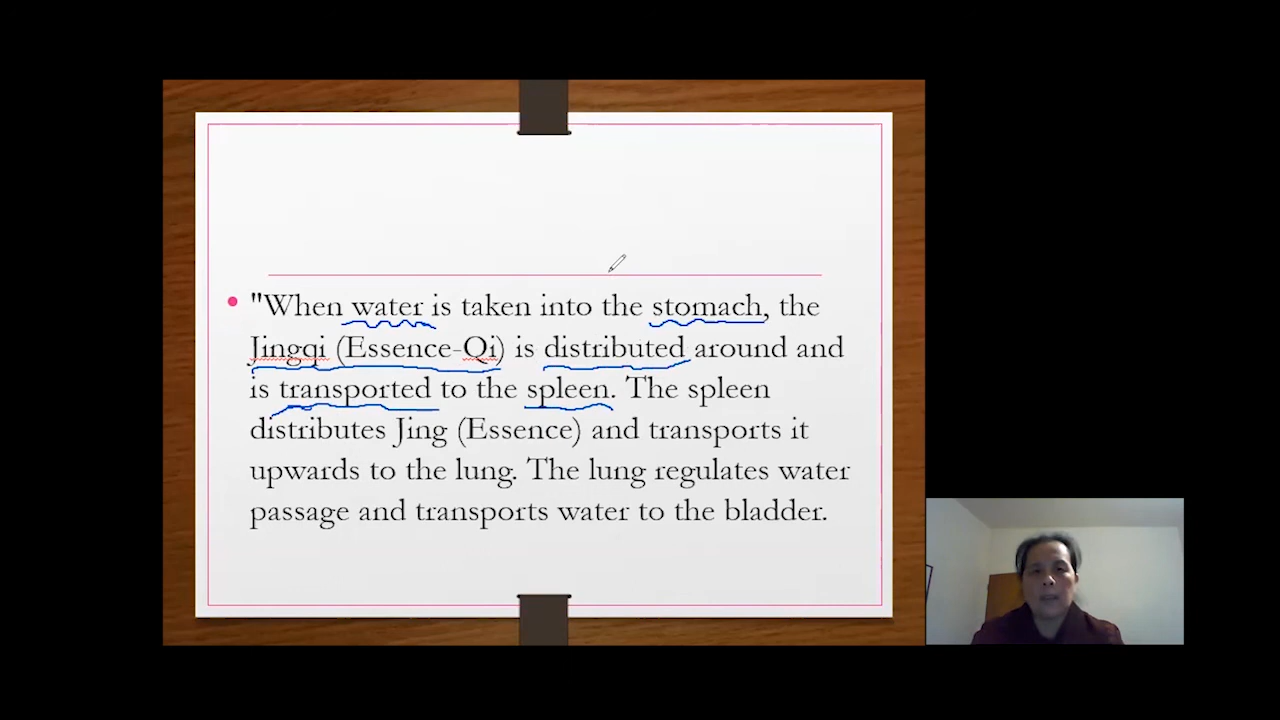 "When water is taken into the stomach, the
Jingqi (Essence-Qi) is distributed around and
is transported to the spleen. The spleen
distributes Jing (Essence) and transports it
upwards to the lung. The lung regulates water
passage and transports water to the bladder.